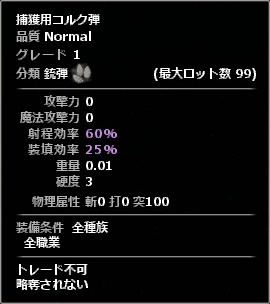 捕獲用コルク弾
品質 Normal
グレード 1
分類 銃弾 (最大ロット数 99)
攻撃力 0
魔法攻撃力 0
射程効率 60%
装填効率 25%
重量 0.01
硬度 3
物理属性 斬0 打0 突100
装備条件 全種族
全職業
トレード不可
略奪されない